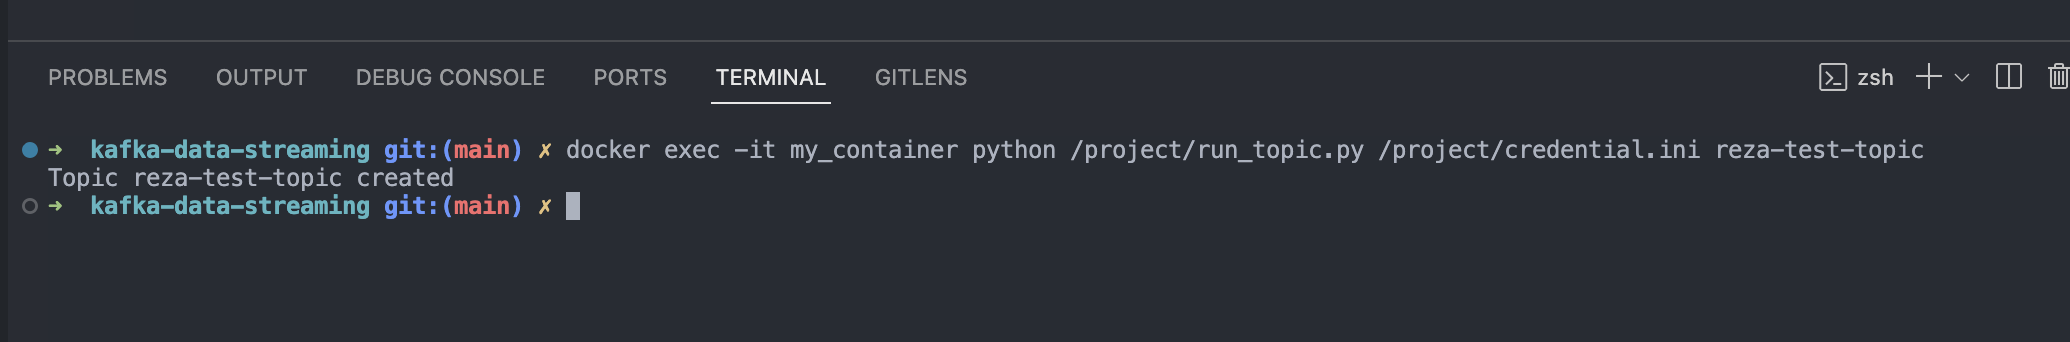 PROBLEMS OUTPUT DEBUG CONSOLE PORTS TERMINAL GITLENS zsh
➜ kafka-data-streaming git:(main) ✗ docker exec -it my_container python /project/run_topic.py /project/credential.ini reza-test-topic
Topic reza-test-topic created
➜ kafka-data-streaming git:(main) ✗